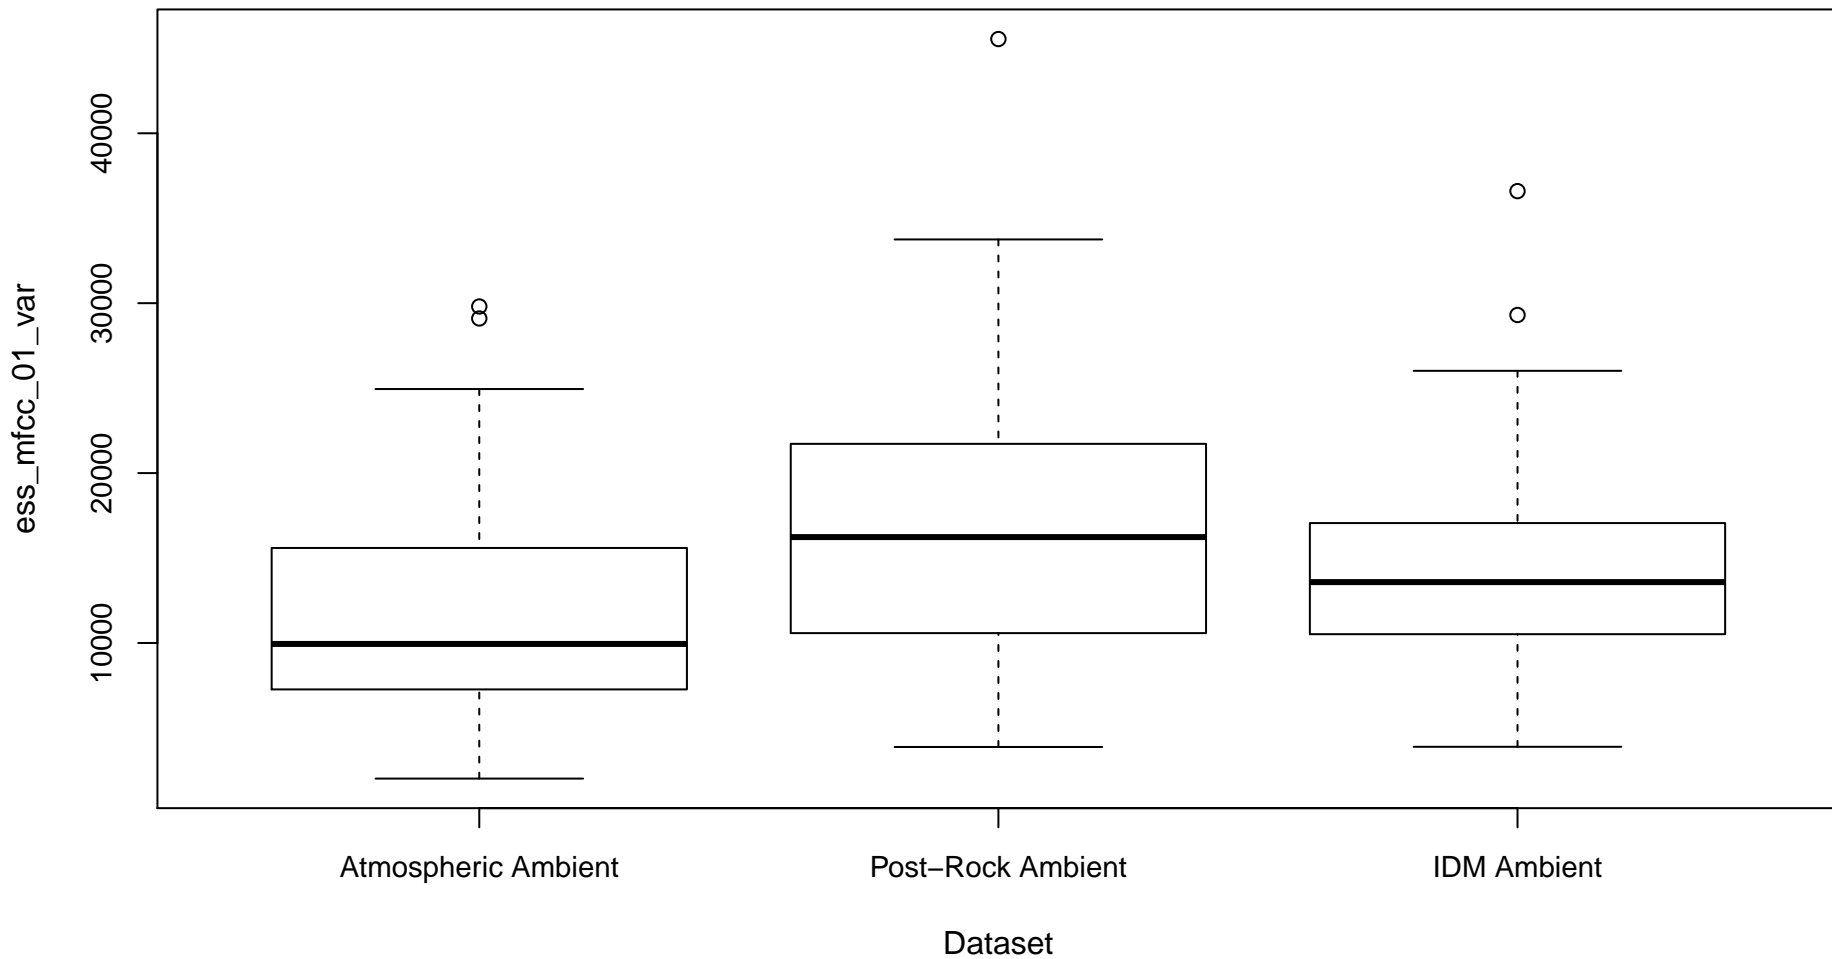 ess_mfcc_01_var
40000
30000
20000
10000
Atmospheric Ambient Post−Rock Ambient IDM Ambient
Dataset